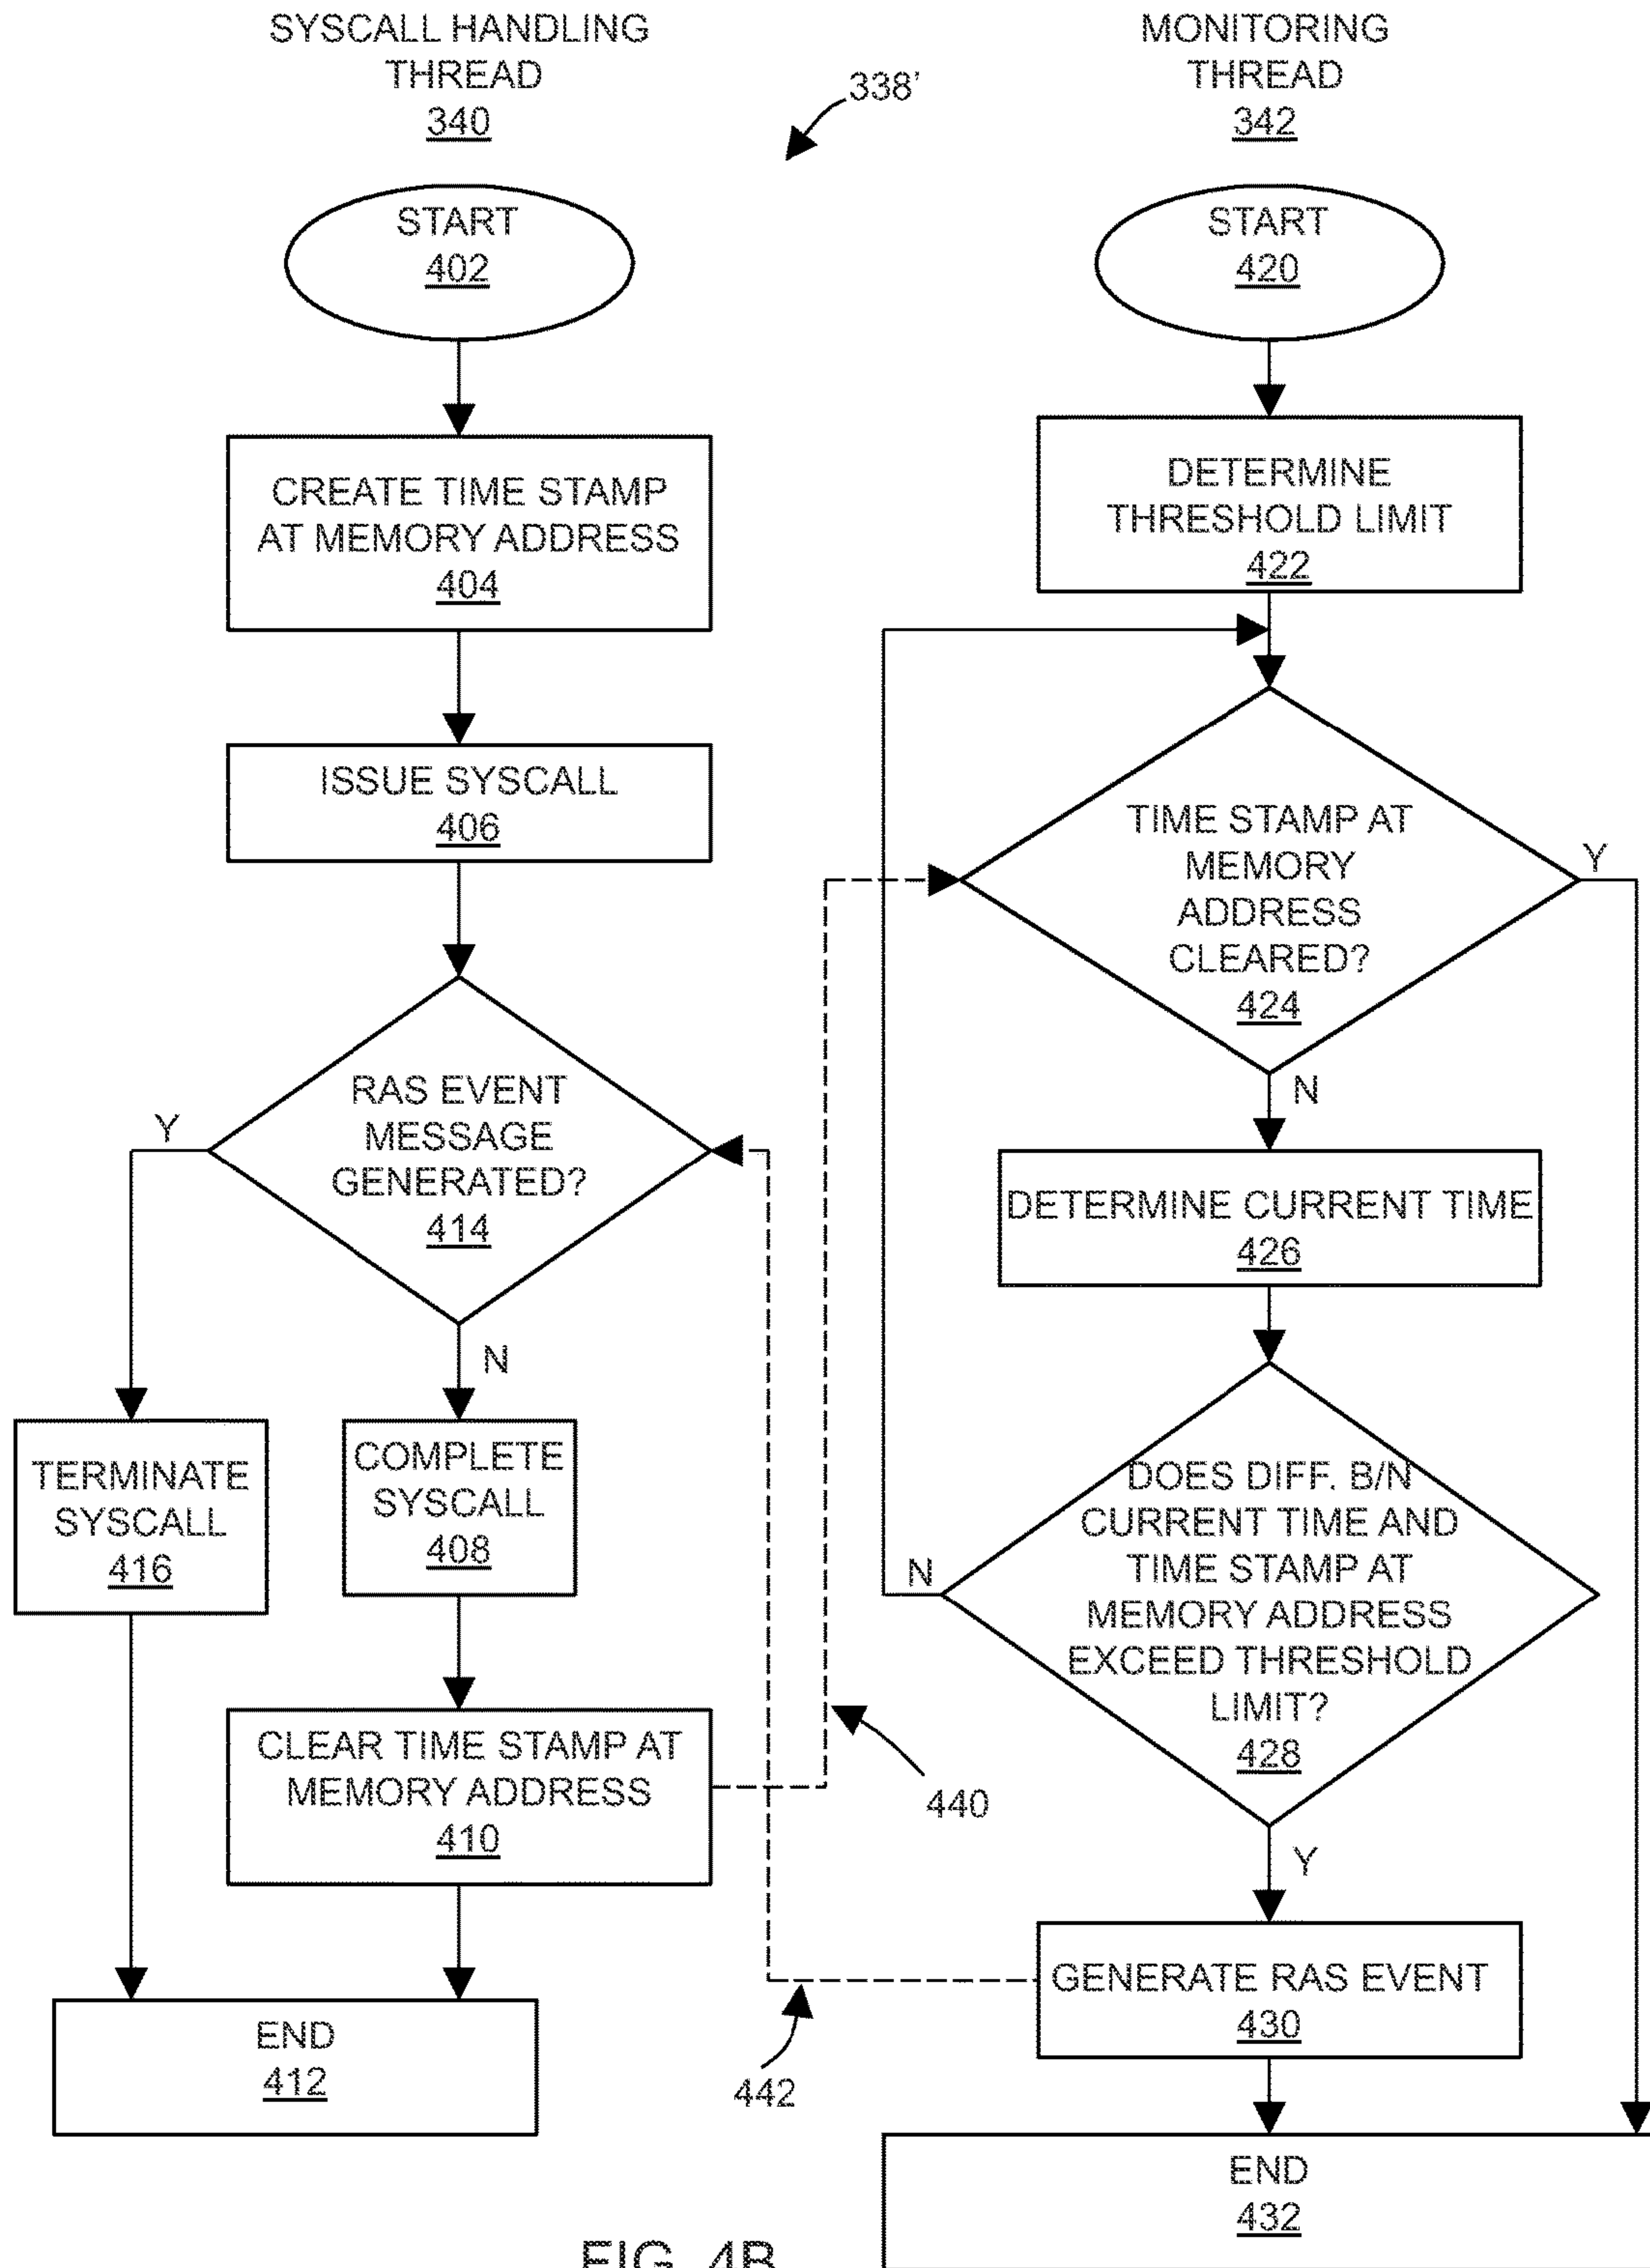 SYSCALL HANDLING
THREAD
340
338'
START
402
CREATE TIME STAMP
AT MEMORY ADDRESS
404
ISSUE SYSCALL
406
RAS EVENT
MESSAGE
GENERATED?
414
Y
N
TERMINATE
SYSCALL
416
COMPLETE
SYSCALL
408
CLEAR TIME STAMP AT
MEMORY ADDRESS
410
END
412
MONITORING
THREAD
342
START
420
DETERMINE
THRESHOLD LIMIT
422
TIME STAMP AT
MEMORY
ADDRESS
CLEARED?
424
Y
N
DETERMINE CURRENT TIME
426
DOES DIFF. B/N
CURRENT TIME AND
TIME STAMP AT
MEMORY ADDRESS
EXCEED THRESHOLD
LIMIT?
428
N
Y
440
GENERATE RAS EVENT
430
442
END
432
FIG. 4B